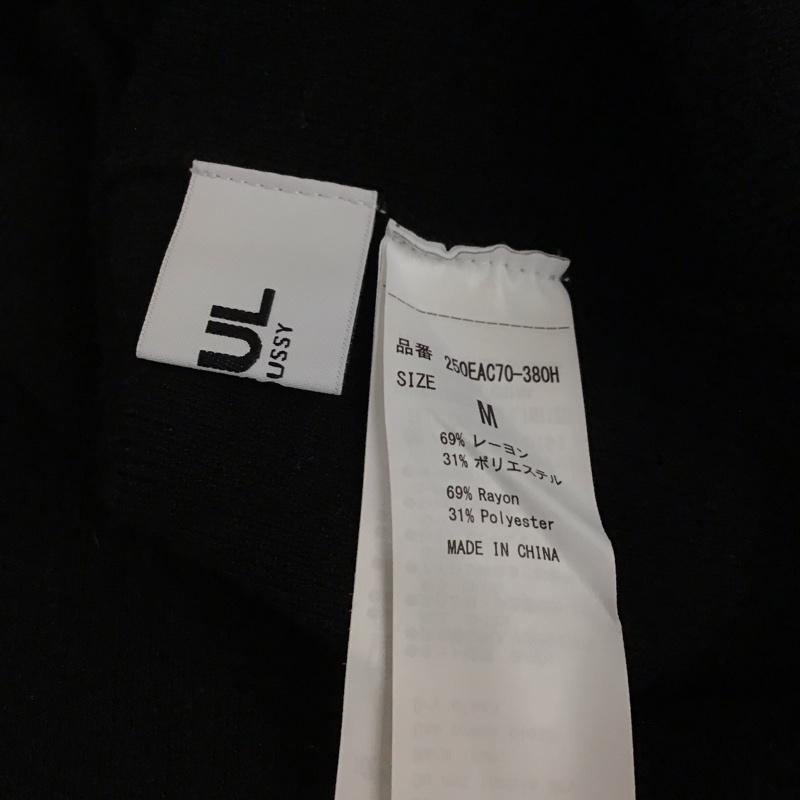 UL
USSY
品番 250EAC70-380H
SIZE
M
69% レーヨン
31% ポリエステル
69% Rayon
31% Polyester
MADE IN CHINA